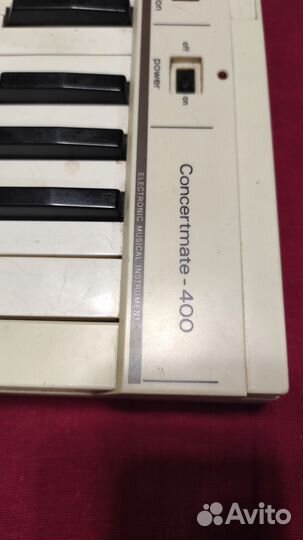 on
off
on
power
Concertmate-400
ELECTRONIC MUSICAL INSTRUMENT
Avito